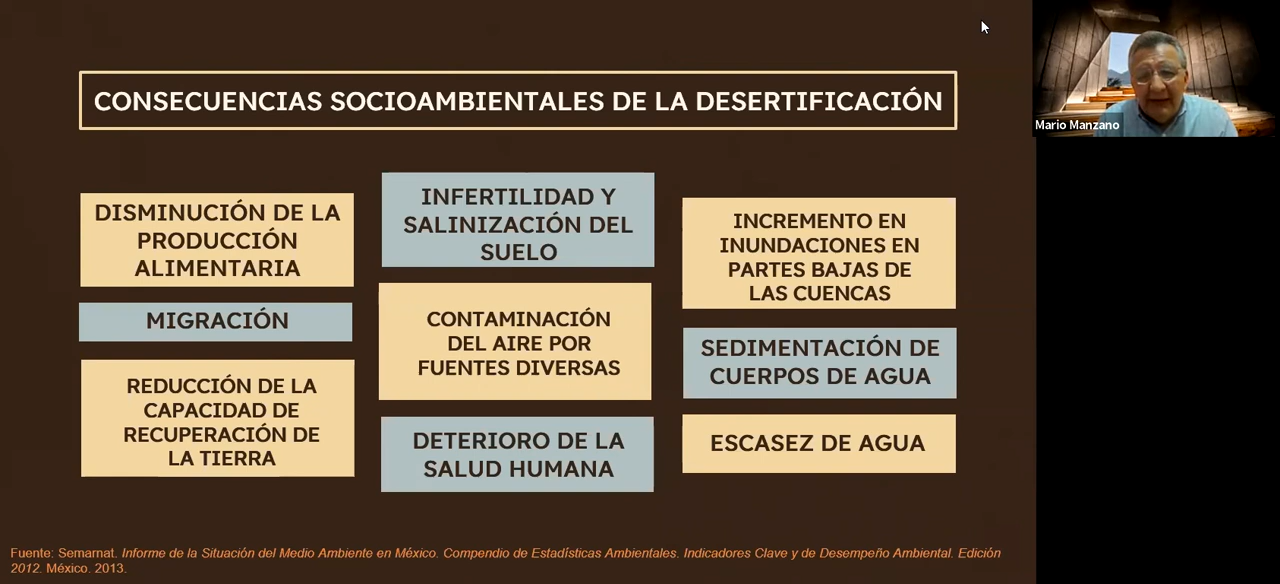 CONSECUENCIAS SOCIOAMBIENTALES DE LA DESERTIFICACIÓN
DISMINUCIÓN DE LA
PRODUCCIÓN
ALIMENTARIA
MIGRACIÓN
REDUCCIÓN DE LA
CAPACIDAD DE
RECUPERACIÓN DE
LA TIERRA
INFERTILIDAD Y
SALINIZACIÓN DEL
SUELO
CONTAMINACIÓN
DEL AIRE POR
FUENTES DIVERSAS
DETERIORO DE LA
SALUD HUMANA
INCREMENTO EN
INUNDACIONES EN
PARTES BAJAS DE
LAS CUENCAS
SEDIMENTACIÓN DE
CUERPOS DE AGUA
ESCASEZ DE AGUA
Fuente: Semarnat. Informe de la Situación del Medio Ambiente en México. Compendio de Estadísticas Ambientales. Indicadores Clave y de Desempeño Ambiental. Edición
2012. México. 2013.
Mario Manzano